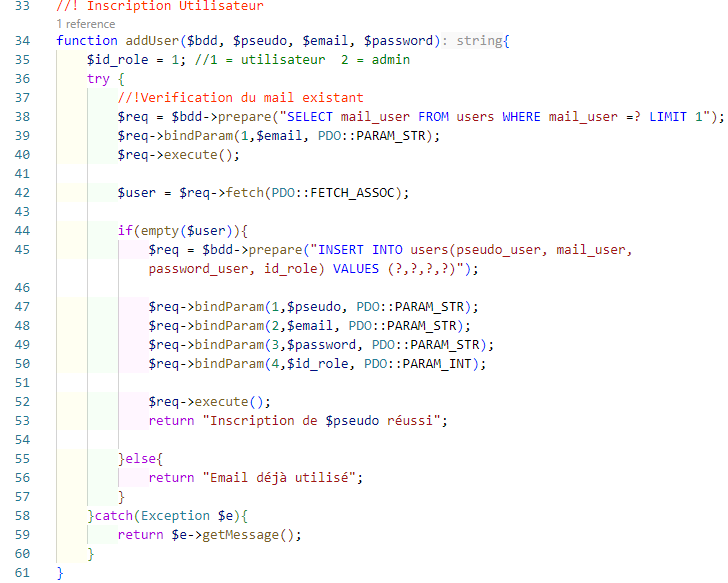 33 //! Inscription Utilisateur
1 reference
34 function addUser($bdd, $pseudo, $email, $password): string{
35 $id_role = 1; //1 = utilisateur  2 = admin
36 try {
37 //!Verification du mail existant
38 $req = $bdd->prepare("SELECT mail_user FROM users WHERE mail_user =? LIMIT 1");
39 $req->bindParam(1,$email, PDO::PARAM_STR);
40 $req->execute();
41
42 $user = $req->fetch(PDO::FETCH_ASSOC);
43
44 if(empty($user)){
45 $req = $bdd->prepare("INSERT INTO users(pseudo_user, mail_user,
password_user, id_role) VALUES (?,?,?,?)");
46
47 $req->bindParam(1,$pseudo, PDO::PARAM_STR);
48 $req->bindParam(2,$email, PDO::PARAM_STR);
49 $req->bindParam(3,$password, PDO::PARAM_STR);
50 $req->bindParam(4,$id_role, PDO::PARAM_INT);
51
52 $req->execute();
53 return "Inscription de $pseudo réussi";
54
55 }else{
56 return "Email déjà utilisé";
57 }
58 }catch(Exception $e){
59 return $e->getMessage();
60 }
61 }